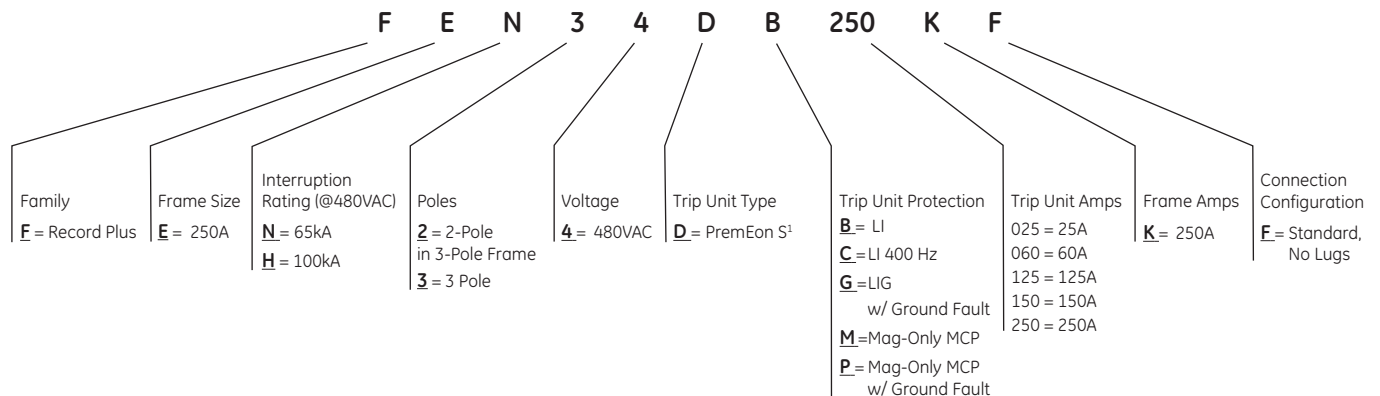 F E N 3 4 D B 250 K F
Family
F = Record Plus
Frame Size
E = 250A
Interruption
Rating (@480VAC)
N = 65kA
H = 100kA
Poles
2 = 2-Pole
in 3-Pole Frame
3 = 3 Pole
Voltage
4 = 480VAC
Trip Unit Type
D = PremEon S¹
Trip Unit Protection
B = LI
C =LI 400 Hz
G =LIG
w/ Ground Fault
M =Mag-Only MCP
P = Mag-Only MCP
w/ Ground Fault
Trip Unit Amps
025 = 25A
060 = 60A
125 = 125A
150 = 150A
250 = 250A
Frame Amps
K = 250A
Connection
Configuration
F = Standard,
No Lugs